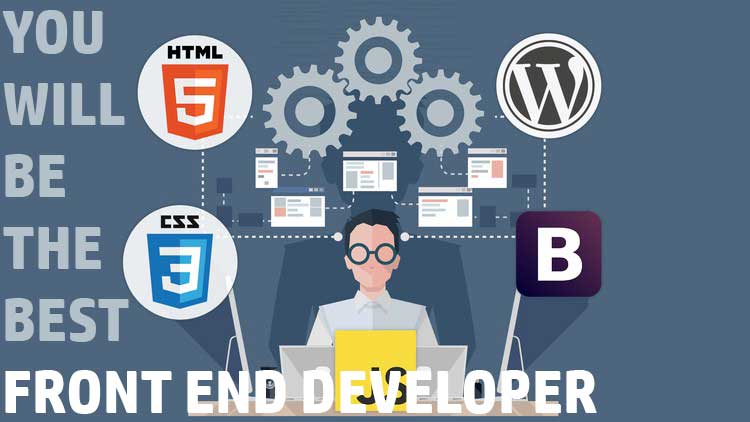 YOU
WILL
BE
THE
BEST
FRONT END DEVELOPER
HTML
5
W
CSS
3
B
JS